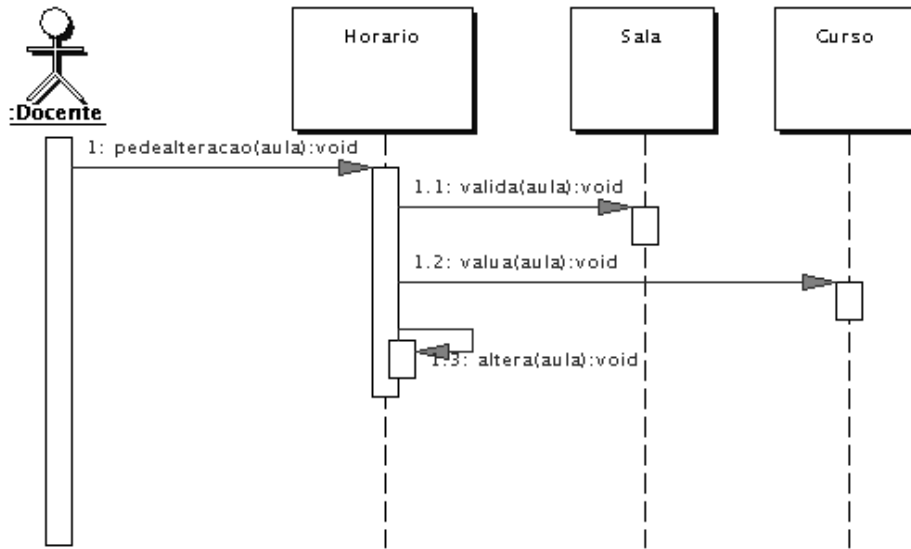 Horario
Sala
Curso
:Docente
1: pedealteracao(aula):void
1.1: valida(aula):void
1.2: valua(aula):void
1.3: altera(aula):void